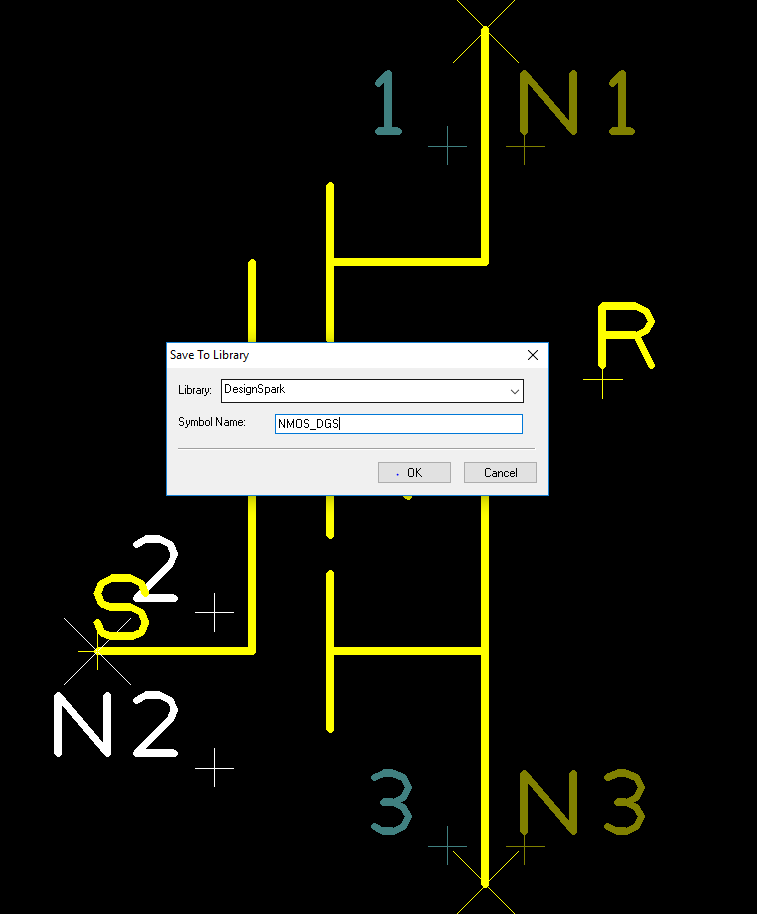 1 N1
R
Save To Library
Library: DesignSpark
Symbol Name: NMOS_DGS
OK Cancel
2
S
N2
3 N3